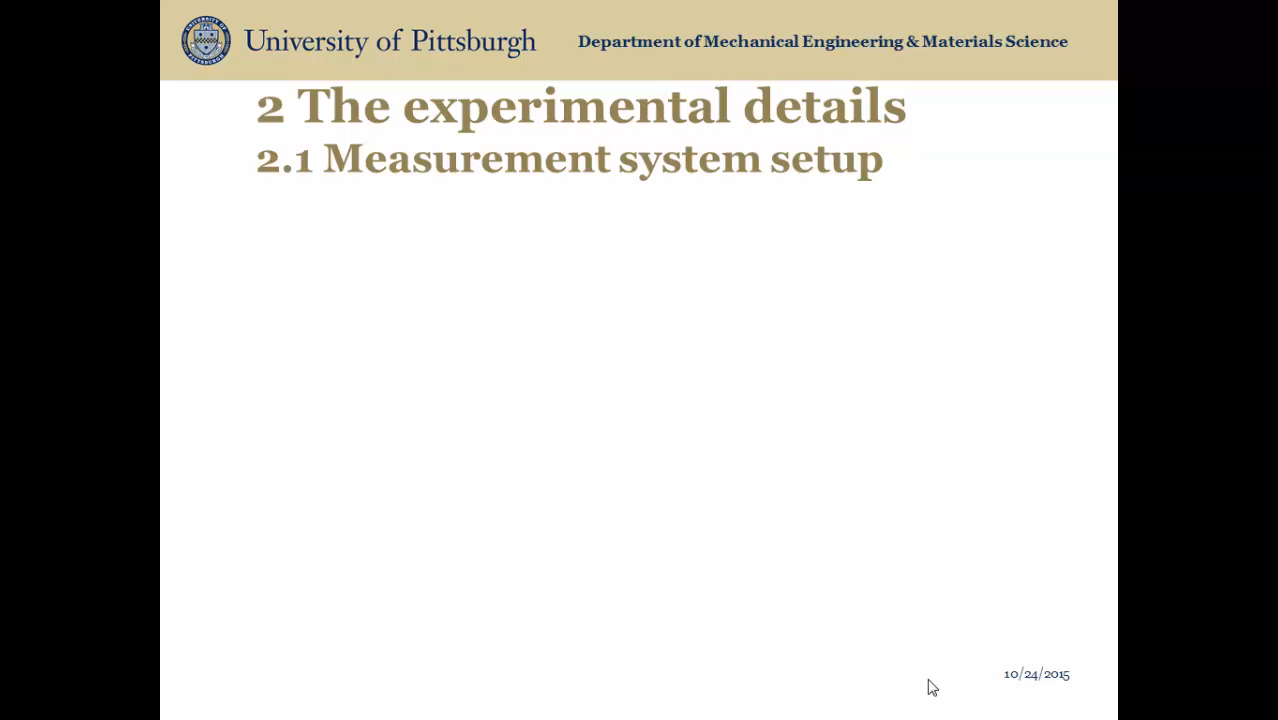 University of Pittsburgh
Department of Mechanical Engineering & Materials Science
2 The experimental details
2.1 Measurement system setup
10/24/2015